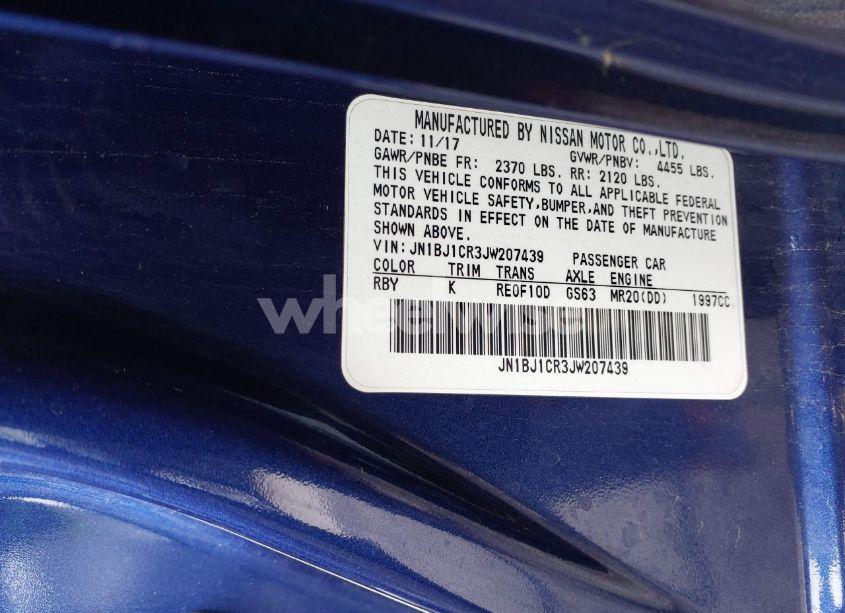 MANUFACTURED BY NISSAN MOTOR CO.,LTD.
DATE: 11/17 GVWR/PNBV: 4455 LBS.
GAWR/PNBE FR: 2370 LBS. RR: 2120 LBS.
THIS VEHICLE CONFORMS TO ALL APPLICABLE FEDERAL
MOTOR VEHICLE SAFETY,BUMPER,AND THEFT PREVENTION
STANDARDS IN EFFECT ON THE DATE OF MANUFACTURE
SHOWN ABOVE.
VIN:JN1BJ1CR3JW207439 PASSENGER CAR
COLOR TRIM TRANS AXLE ENGINE
RBY K RE0F10D GS63 MR20(DD) 1997CC
wheelwise
JN1BJ1CR3JW207439